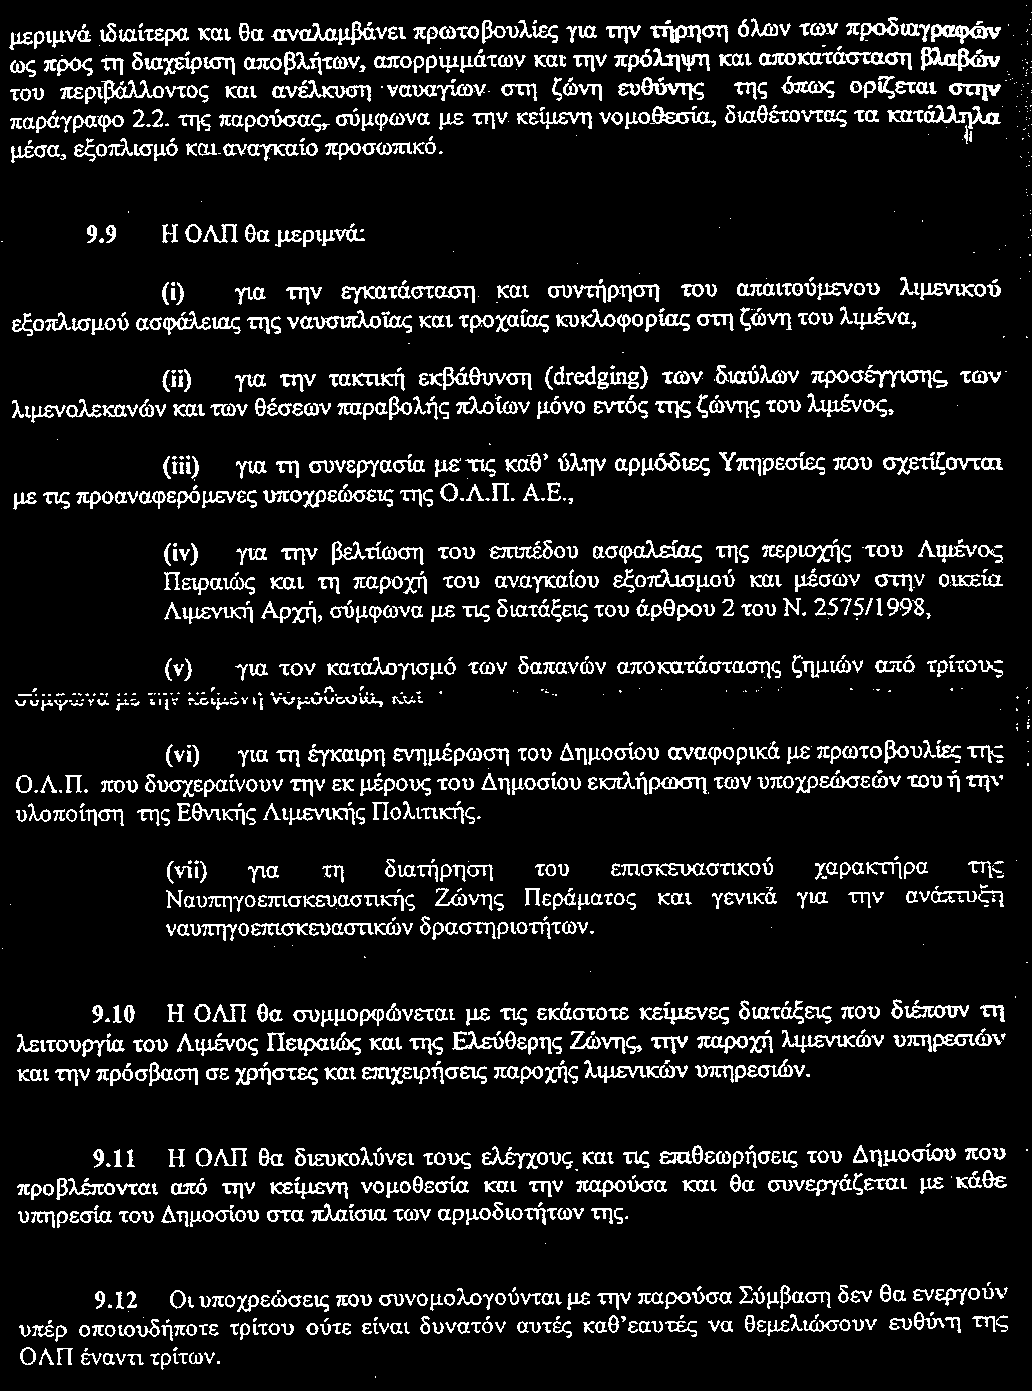 μεριμνά ιδιαίτερα και θα αναλαμβάνει πρωτοβουλίες για την τήρηση όλων των προδιαγραφών
ως προς τη διαχείριση αποβλήτων, απορριμμάτων και την πρόληψη και αποκατάσταση βλαβών
του περιβάλλοντος και ανέλκυση ναυαγίων στη ζώνη ευθύνης της όπως ορίζεται στην
παράγραφο 2.2. της παρούσας, σύμφωνα με την κείμενη νομοθεσία, διαθέτοντας τα κατάλληλα
μέσα, εξοπλισμό και αναγκαίο προσωπικό.
9.9 Η ΟΛΠ θα μεριμνά:
(i) για την εγκατάσταση και συντήρηση του απαιτούμενου λιμενικού
εξοπλισμού ασφάλειας της ναυσιπλοΐας και τροχαίας κυκλοφορίας στη ζώνη του λιμένα,
(ii) για την τακτική εκβάθυνση (dredging) των διαύλων προσέγγισης, των
λιμενολεκανών και των θέσεων παραβολής πλοίων μόνο εντός της ζώνης του λιμένος,
(iii) για τη συνεργασία με τις καθ’ ύλην αρμόδιες Υπηρεσίες που σχετίζονται
με τις προαναφερόμενες υποχρεώσεις της Ο.Λ.Π. Α.Ε.,
(iv) για την βελτίωση του επιπέδου ασφαλείας της περιοχής του Λιμένος
Πειραιώς και τη παροχή του αναγκαίου εξοπλισμού και μέσων στην οικεία
Λιμενική Αρχή, σύμφωνα με τις διατάξεις του άρθρου 2 του Ν. 2575/1998,
(v) για τον καταλογισμό των δαπανών αποκατάστασης ζημιών από τρίτους
σύμφωνα με την κείμενη νομοθεσία, και
(vi) για τη έγκαιρη ενημέρωση του Δημοσίου αναφορικά με πρωτοβουλίες της
Ο.Λ.Π. που δυσχεραίνουν την εκ μέρους του Δημοσίου εκπλήρωση των υποχρεώσεών του ή την
υλοποίηση της Εθνικής Λιμενικής Πολιτικής.
(vii) για τη διατήρηση του επισκευαστικού χαρακτήρα της
Ναυπηγοεπισκευαστικής Ζώνης Περάματος και γενικά για την ανάπτυξη
ναυπηγοεπισκευαστικών δραστηριοτήτων.
9.10 Η ΟΛΠ θα συμμορφώνεται με τις εκάστοτε κείμενες διατάξεις που διέπουν τη
λειτουργία του Λιμένος Πειραιώς και της Ελεύθερης Ζώνης, την παροχή λιμενικών υπηρεσιών
και την πρόσβαση σε χρήστες και επιχειρήσεις παροχής λιμενικών υπηρεσιών.
9.11 Η ΟΛΠ θα διευκολύνει τους ελέγχους και τις επιθεωρήσεις του Δημοσίου που
προβλέπονται από την κείμενη νομοθεσία και την παρούσα και θα συνεργάζεται με κάθε
υπηρεσία του Δημοσίου στα πλαίσια των αρμοδιοτήτων της.
9.12 Οι υποχρεώσεις που συνομολογούνται με την παρούσα Σύμβαση δεν θα ενεργούν
υπέρ οποιουδήποτε τρίτου ούτε είναι δυνατόν αυτές καθ’εαυτές να θεμελιώσουν ευθύνη της
ΟΛΠ έναντι τρίτων.